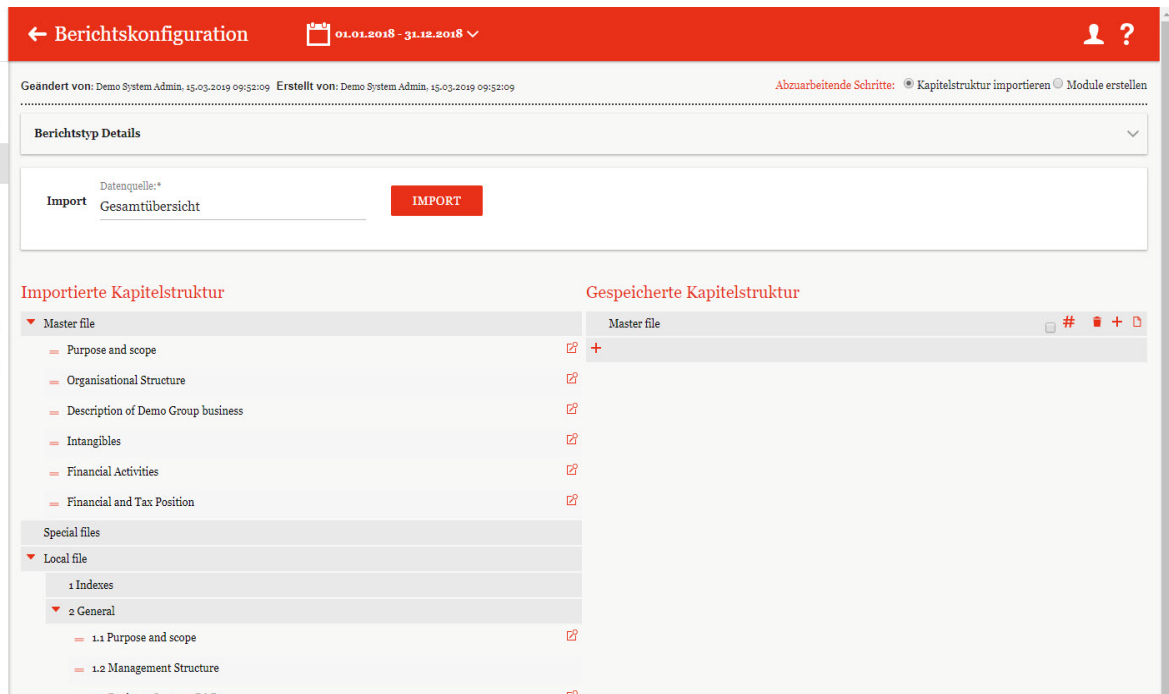 Berichtskonfiguration
01.01.2018 - 31.12.2018
?
Geändert von: Demo System Admin, 15.03.2019 09:52:09 Erstellt von: Demo System Admin, 15.03.2019 09:52:09
Abzuarbeitende Schritte: Kapitelstruktur importieren Module erstellen
Berichtstyp Details
Datenquelle:*
Import Gesamtübersicht IMPORT
Importierte Kapitelstruktur
Master file
Purpose and scope
Organisational Structure
Description of Demo Group business
Intangibles
Financial Activities
Financial and Tax Position
Special files
Local file
1 Indexes
2 General
1.1 Purpose and scope
1.2 Management Structure
Gespeicherte Kapitelstruktur
Master file #